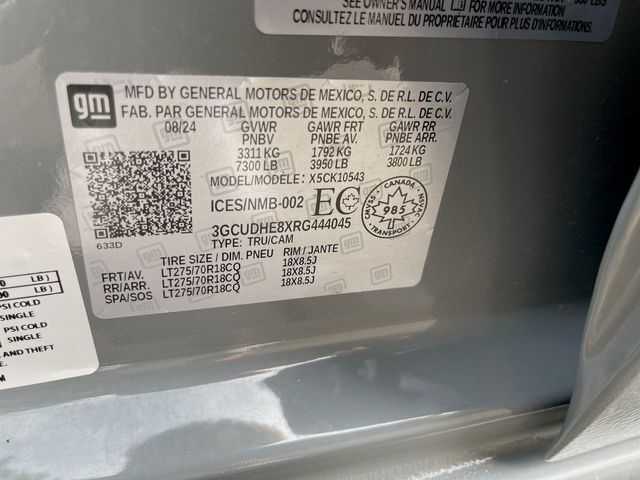 550 LBS
SEE OWNER'S MANUAL FOR MORE INFORMATION
CONSULTEZ LE MANUEL DU PROPRIÉTAIRE POUR PLUS D'INFORMATIONS.
gm
MFD BY GENERAL MOTORS DE MEXICO, S. DE R.L. DE C.V.
FAB. PAR GENERAL MOTORS DE MEXICO, S. DE R.L. DE C.V.
08/24 GVWR GAWR FRT GAWR RR
PNBV PNBE AV. PNBE ARR.
3311 KG 1792 KG 1724 KG
7300 LB 3950 LB 3800 LB
MODEL/MODÈLE: X5CK10543
ICES/NMB-002 EC
CANADA
CMVSS NSVAC
985
TRANSPORT
633D
3GCUDHE8XRG444045
TYPE: TRU/CAM
TIRE SIZE / DIM. PNEU RIM / JANTE
FRT/AV. LT275/70R18CQ 18X8.5J
RR/ARR. LT275/70R18CQ 18X8.5J
SPA/SOS LT275/70R18CQ 18X8.5J
LB)
LB)
PSI COLD
SINGLE
PSI COLD
SINGLE
AND THEFT